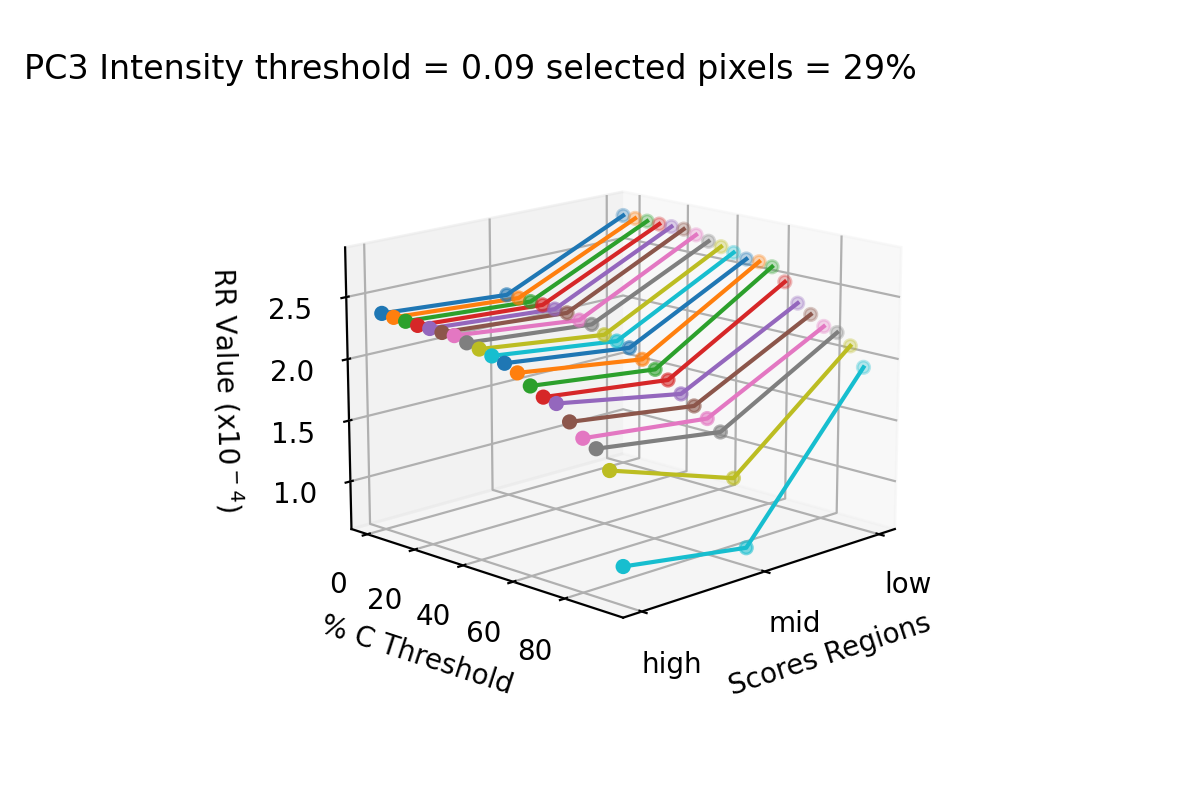 PC3 Intensity threshold = 0.09 selected pixels = 29%
RR Value (x10⁻⁴)
2.5
2.0
1.5
1.0
0
20
40
60
80
% C Threshold
high
mid
low
Scores Regions